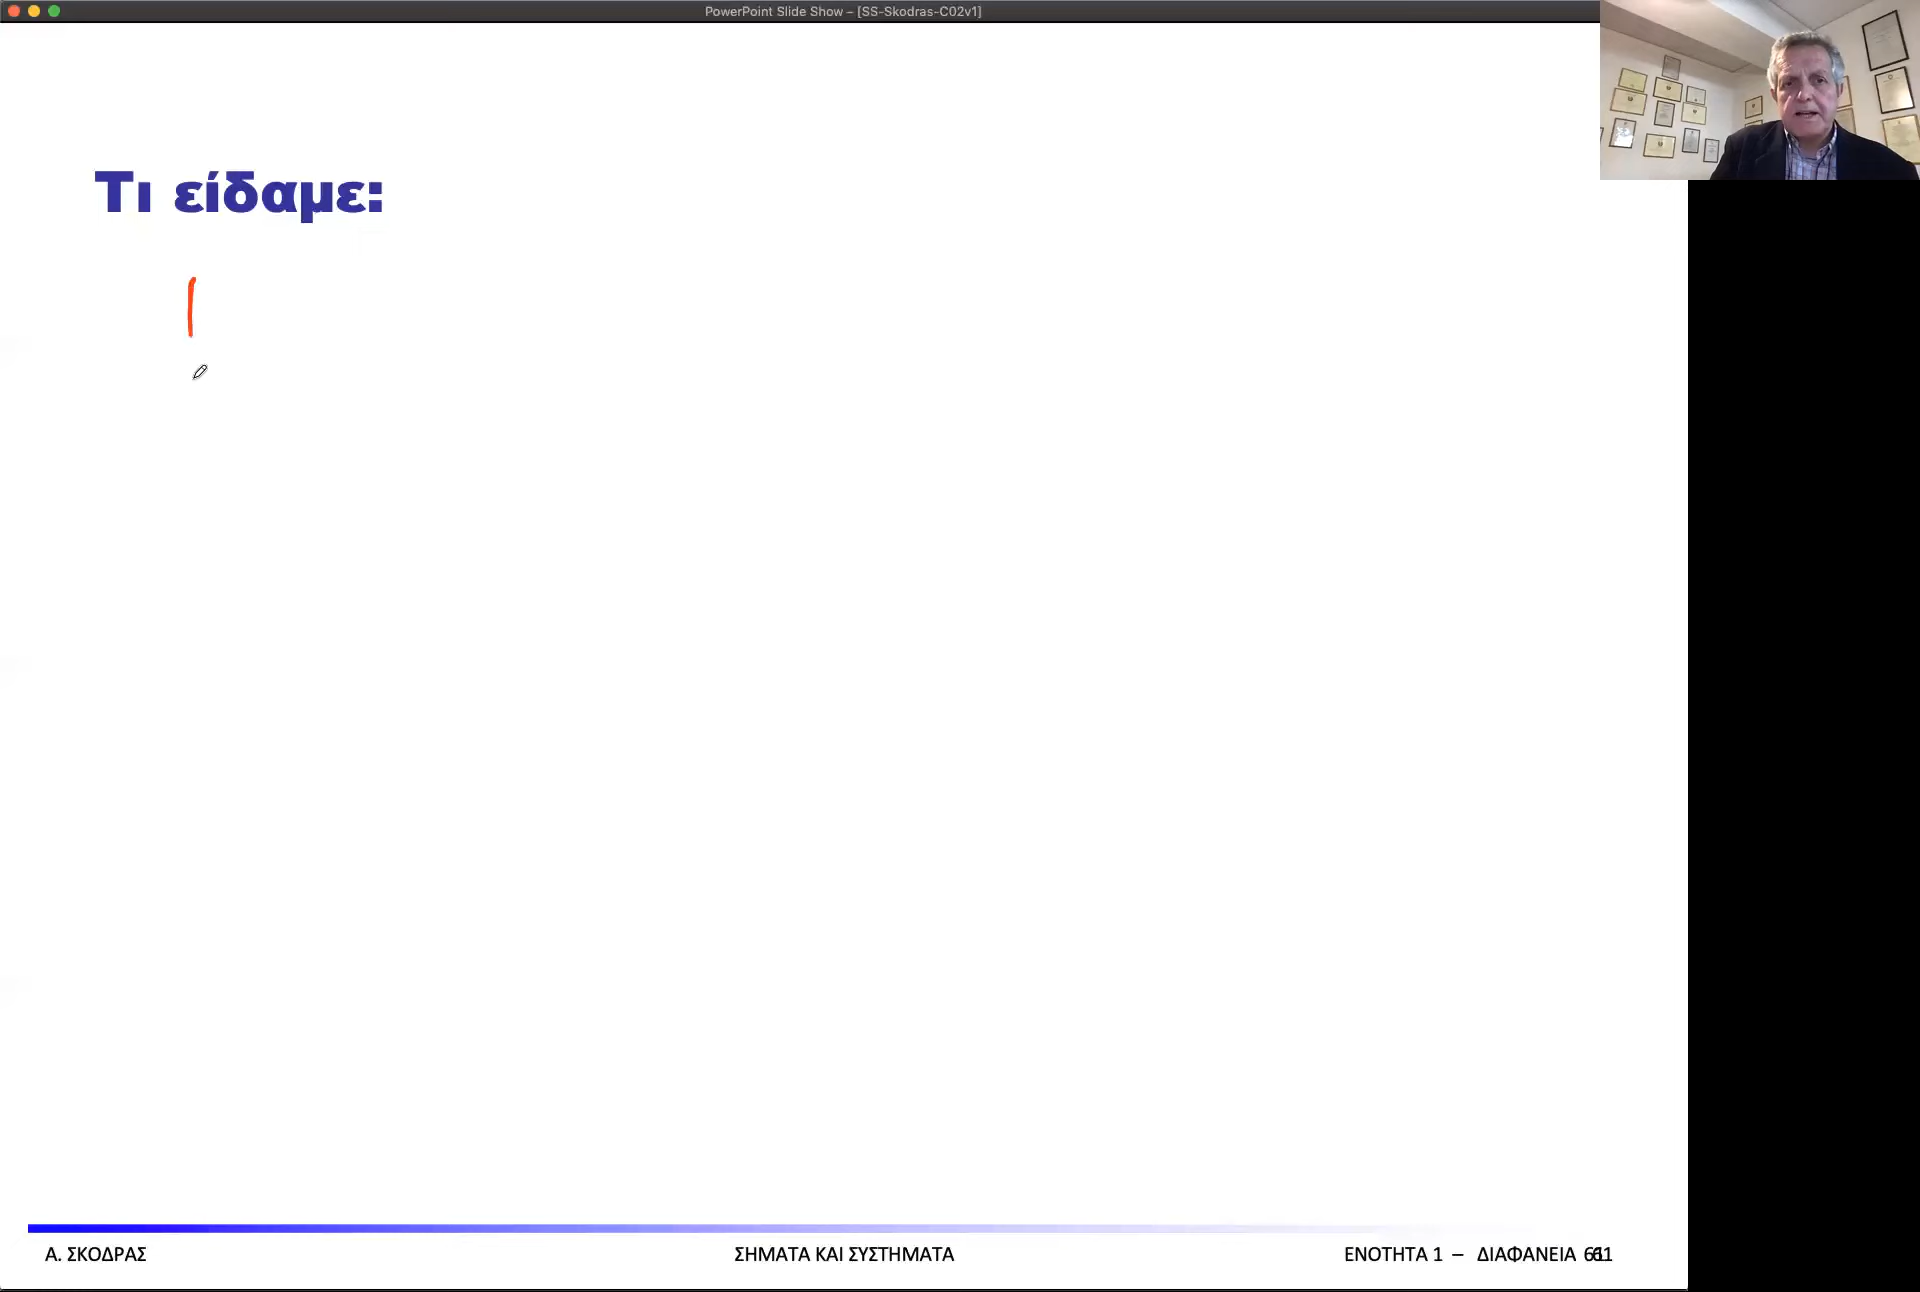 PowerPoint Slide Show – [SS-Skodras-C02v1]
Τι είδαμε:
Α. ΣΚΟΔΡΑΣ
ΣΗΜΑΤΑ ΚΑΙ ΣΥΣΤΗΜΑΤΑ
ΕΝΟΤΗΤΑ 1 – ΔΙΑΦΑΝΕΙΑ